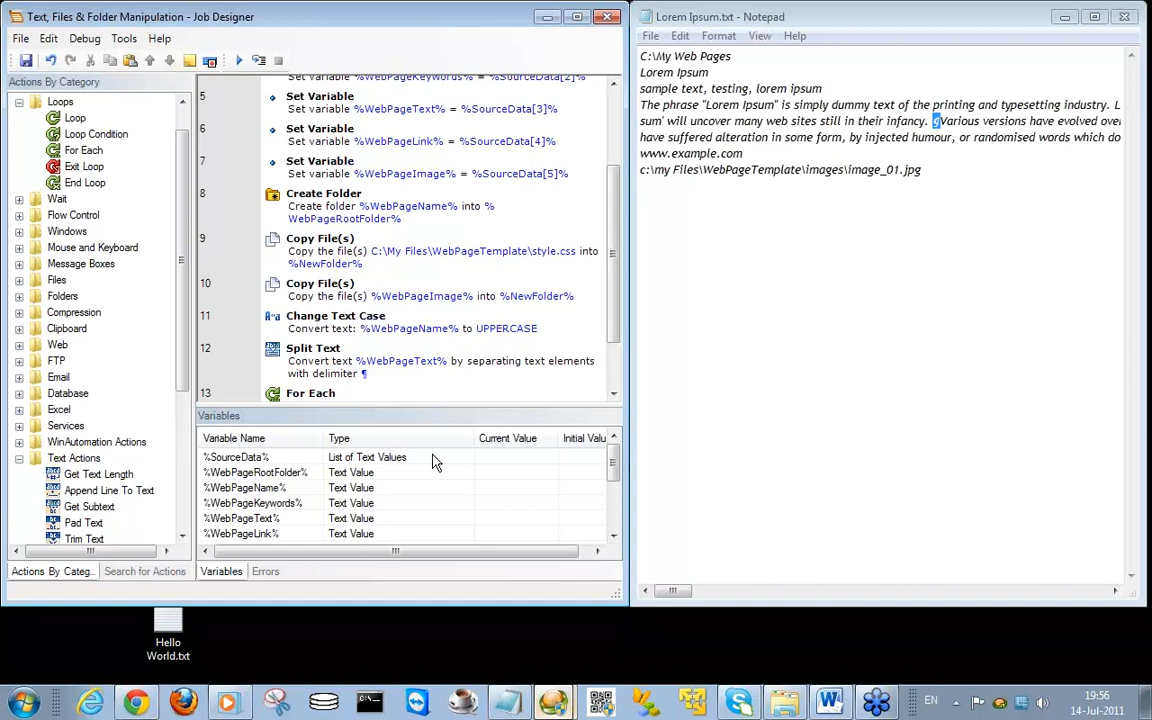 Text, Files & Folder Manipulation - Job Designer
File Edit Debug Tools Help
Actions By Category
Loops
Loop
Loop Condition
For Each
Exit Loop
End Loop
Wait
Flow Control
Windows
Mouse and Keyboard
Message Boxes
Files
Folders
Compression
Clipboard
Web
FTP
Email
Database
Excel
Services
WinAutomation Actions
Text Actions
Get Text Length
Append Line To Text
Get Subtext
Pad Text
Trim Text
Actions By Categ...
Search for Actions
Set variable %WebPageKeywords% = %SourceData[2]%
5 Set Variable
Set variable %WebPageText% = %SourceData[3]%
6 Set Variable
Set variable %WebPageLink% = %SourceData[4]%
7 Set Variable
Set variable %WebPageImage% = %SourceData[5]%
8 Create Folder
Create folder %WebPageName% into %
WebPageRootFolder%
9 Copy File(s)
Copy the file(s) C:\My Files\WebPageTemplate\style.css into
%NewFolder%
10 Copy File(s)
Copy the file(s) %WebPageImage% into %NewFolder%
11 Change Text Case
Convert text: %WebPageName% to UPPERCASE
12 Split Text
Convert text %WebPageText% by separating text elements
with delimiter ¶
13 For Each
Variables
Variable Name Type Current Value Initial Valu
%SourceData% List of Text Values
%WebPageRootFolder% Text Value
%WebPageName% Text Value
%WebPageKeywords% Text Value
%WebPageText% Text Value
%WebPageLink% Text Value
Variables Errors
Lorem Ipsum.txt - Notepad
File Edit Format View Help
C:\My Web Pages
Lorem Ipsum
sample text, testing, lorem ipsum
The phrase "Lorem Ipsum" is simply dummy text of the printing and typesetting industry. L
sum' will uncover many web sites still in their infancy. ¶Various versions have evolved over
have suffered alteration in some form, by injected humour, or randomised words which do
www.example.com
c:\my Files\WebPageTemplate\images\image_01.jpg
Hello
World.txt
EN
19:56
14-Jul-2011